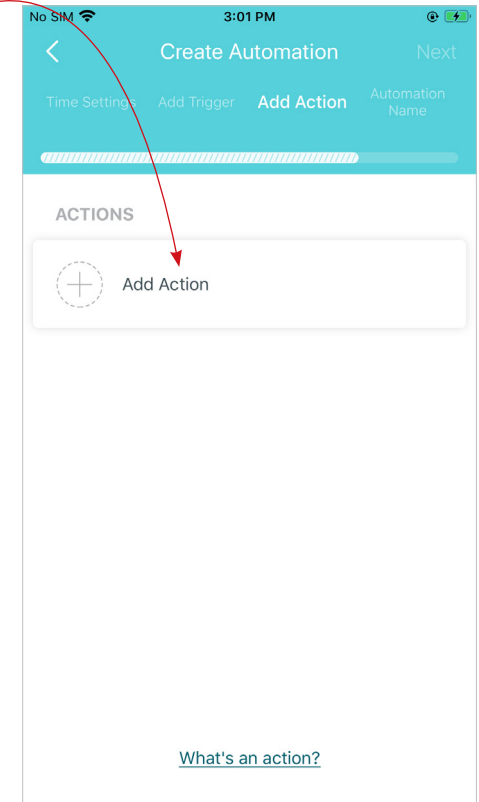 No SIM 3:01 PM
Create Automation Next
Time Settings Add Trigger Add Action Automation Name
ACTIONS
Add Action
What's an action?